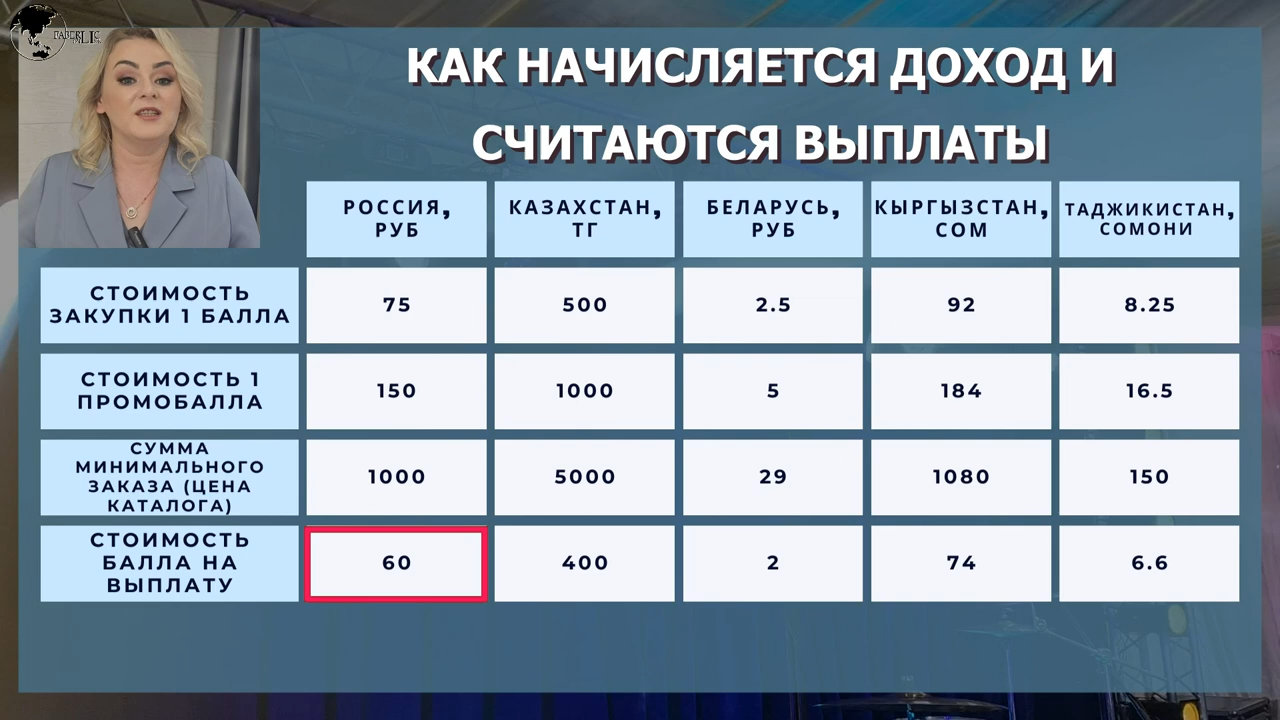 КАК НАЧИСЛЯЕТСЯ ДОХОД И
СЧИТАЮТСЯ ВЫПЛАТЫ
РОССИЯ,
РУБ
КАЗАХСТАН,
ТГ
БЕЛАРУСЬ,
РУБ
КЫРГЫЗСТАН,
СОМ
ТАДЖИКИСТАН,
СОМОНИ
СТОИМОСТЬ
ЗАКУПКИ 1 БАЛЛА
75
500
2.5
92
8.25
СТОИМОСТЬ 1
ПРОМОБАЛЛА
150
1000
5
184
16.5
СУММА
МИНИМАЛЬНОГО
ЗАКАЗА (ЦЕНА
КАТАЛОГА)
1000
5000
29
1080
150
СТОИМОСТЬ
БАЛЛА НА
ВЫПЛАТУ
60
400
2
74
6.6